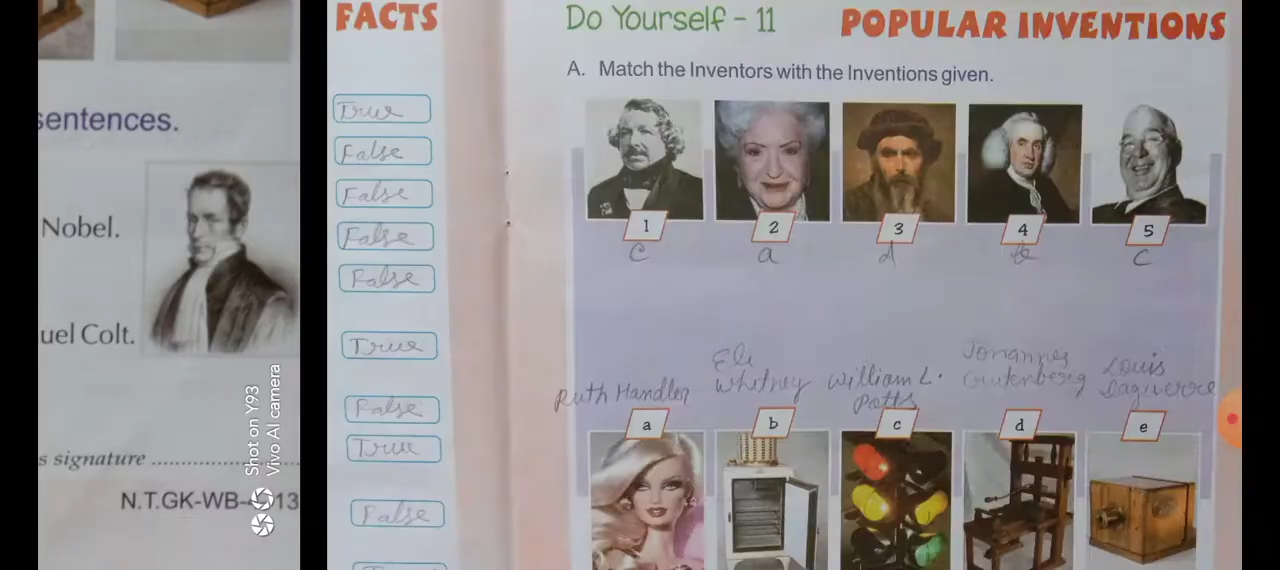 sentences.
Nobel.
uel Colt.
s signature
N.T.GK-WB-
13
Shot on Y93
Vivo AI camera
FACTS
True
False
False
False
False
True
False
True
False
Do Yourself - 11
POPULAR INVENTIONS
A. Match the Inventors with the Inventions given.
1 2 3 4 5
c a d b c
Ruth Handler
Eli
Whitney
William L.
Potts
Johannes
Gutenberg
Louis
Daguerre
a b c d e